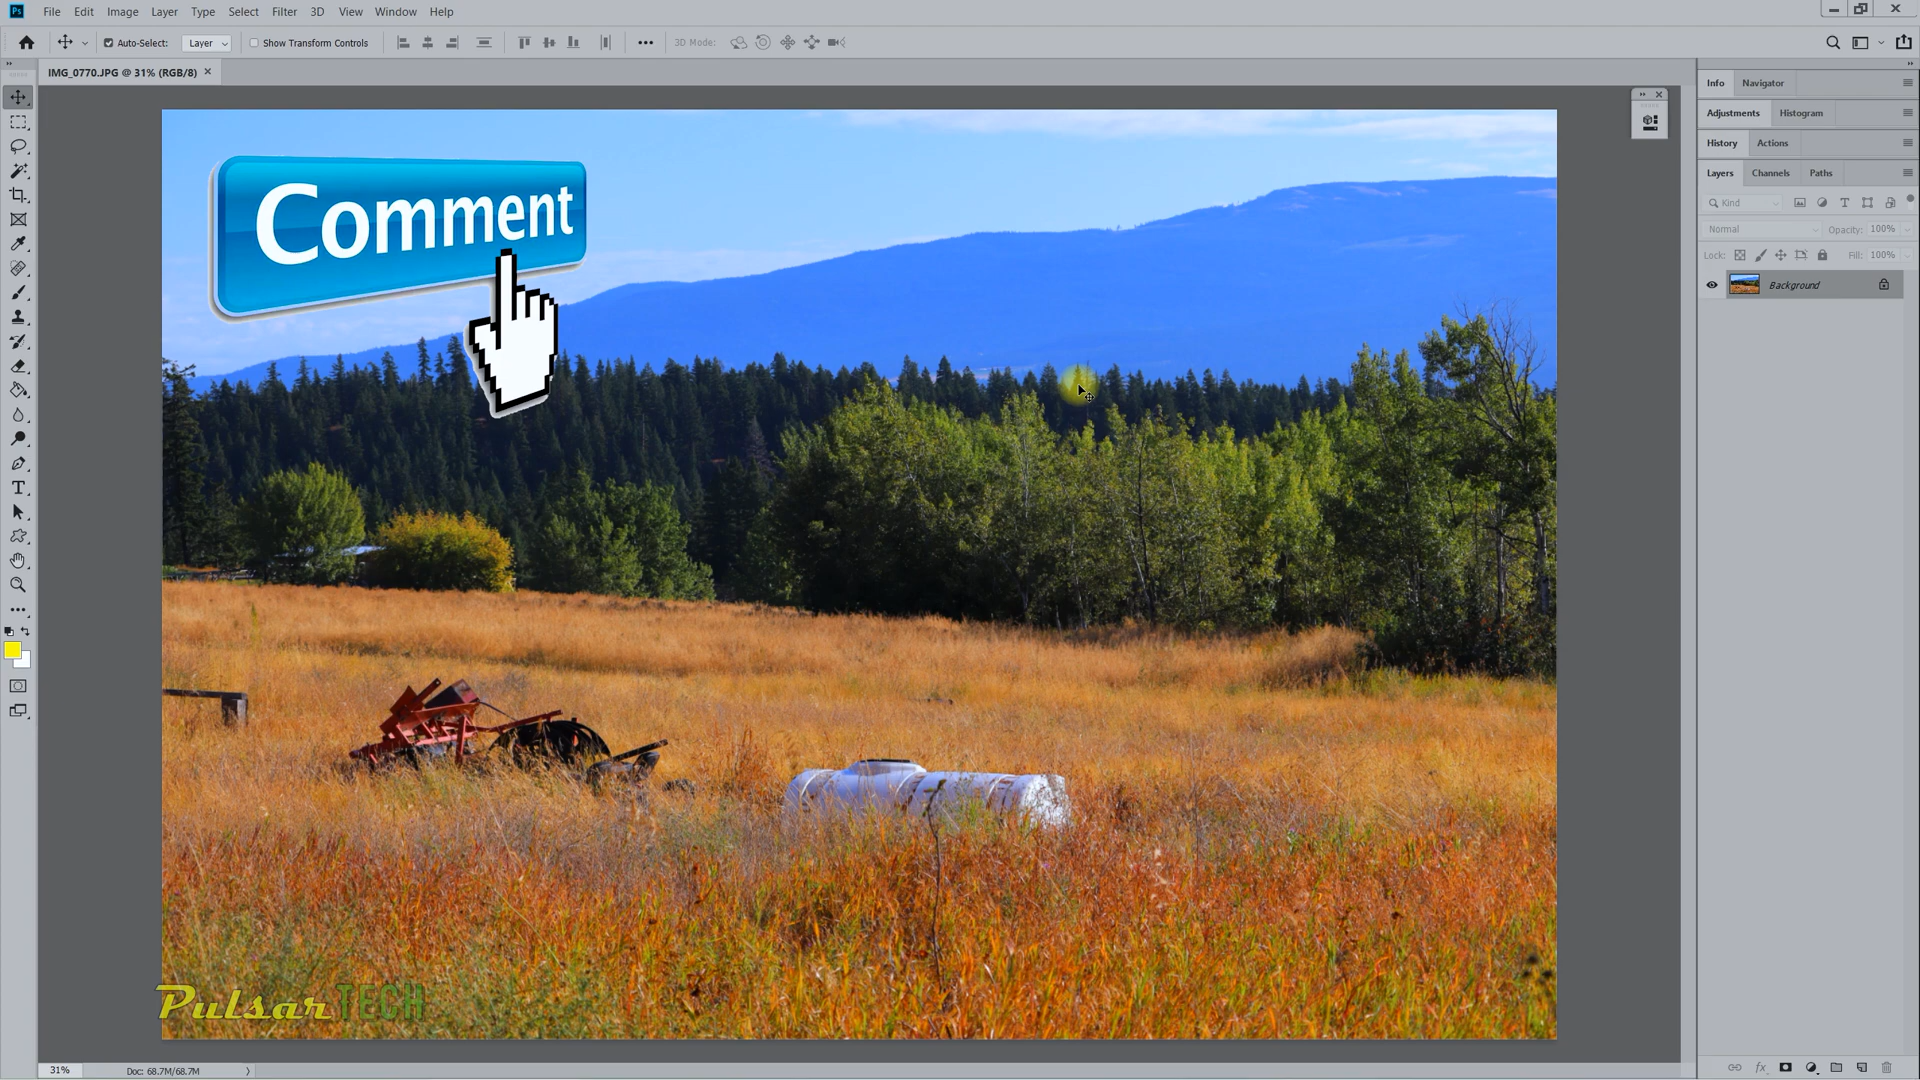 File Edit Image Layer Type Select Filter 3D View Window Help
Auto-Select: Layer Show Transform Controls 3D Mode:
IMG_0770.JPG @ 31% (RGB/8)
Info Navigator
Adjustments Histogram
History Actions
Layers Channels Paths
Kind
Normal Opacity: 100%
Lock: Fill: 100%
Background
Comment
PulsarTECH
31% Doc: 68.7M/68.7M